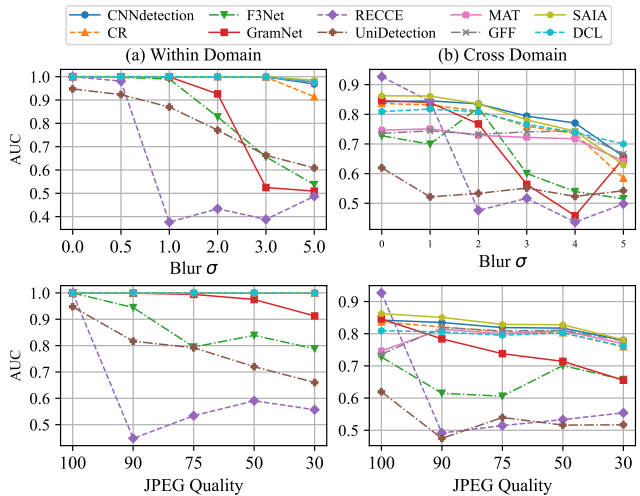 CNNdetection F3Net RECCE MAT SAIA
CR GramNet UniDetection GFF DCL
(a) Within Domain (b) Cross Domain
AUC
1.0
0.9
0.8
0.7
0.6
0.5
0.4
0.0 0.5 1.0 2.0 3.0 5.0
Blur σ
0.9
0.8
0.7
0.6
0.5
0 1 2 3 4 5
Blur σ
AUC
1.0
0.9
0.8
0.7
0.6
0.5
100 90 75 50 30
JPEG Quality
0.9
0.8
0.7
0.6
0.5
100 90 75 50 30
JPEG Quality